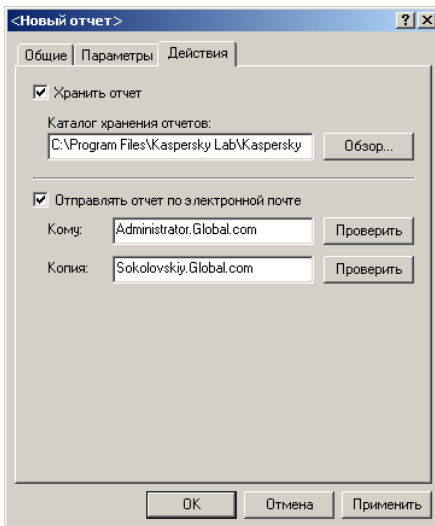 <Новый отчет>
Общие Параметры Действия
Хранить отчет
Каталог хранения отчетов:
C:\Program Files\Kaspersky Lab\Kaspersky Обзор...
Отправлять отчет по электронной почте
Кому: Administrator.Global.com Проверить
Копия: Sokolovskiy.Global.com Проверить
OK Отмена Применить